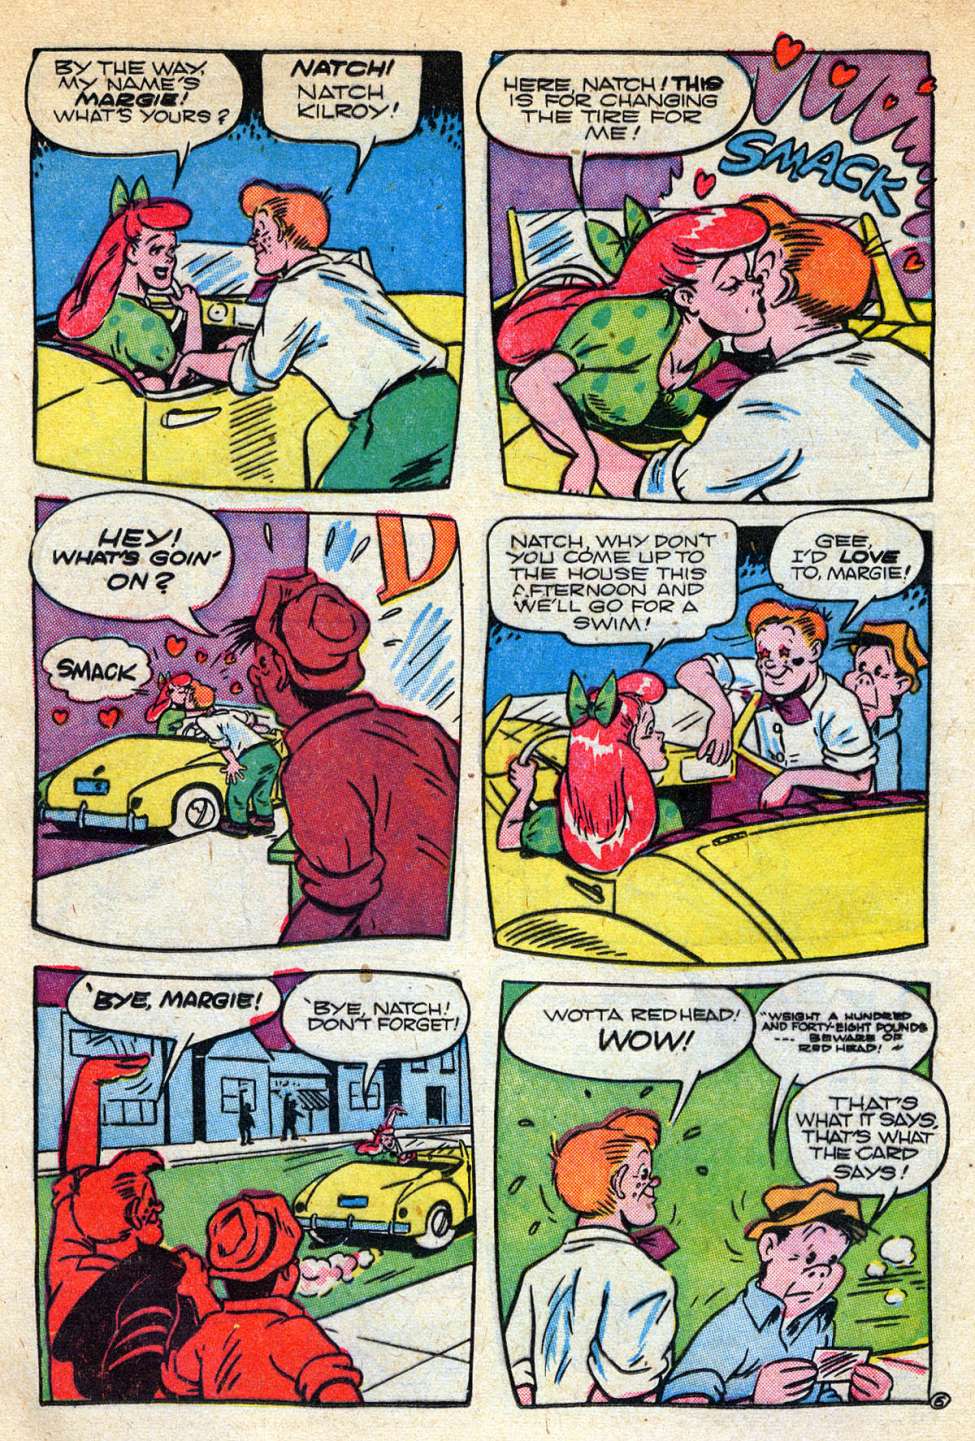 BY THE WAY,
MY NAME'S
MARGIE!
WHAT'S YOURS?
NATCH!
NATCH
KILROY!
HERE, NATCH! THIS
IS FOR CHANGING
THE TIRE FOR
ME!
SMACK
HEY!
WHAT'S GOIN'
ON?
D
SMACK
NATCH, WHY DON'T
YOU COME UP TO
THE HOUSE THIS
AFTERNOON AND
WE'LL GO FOR A
SWIM!
GEE,
I'D LOVE
TO, MARGIE!
'BYE, MARGIE!
'BYE, NATCH!
DON'T FORGET!
WOTTA REDHEAD!
WOW!
"WEIGHT A HUNDRED
AND FORTY-EIGHT POUNDS
--- BEWARE OF
RED HEAD!"
THAT'S
WHAT IT SAYS,
THAT'S WHAT
THE CARD
SAYS!
6